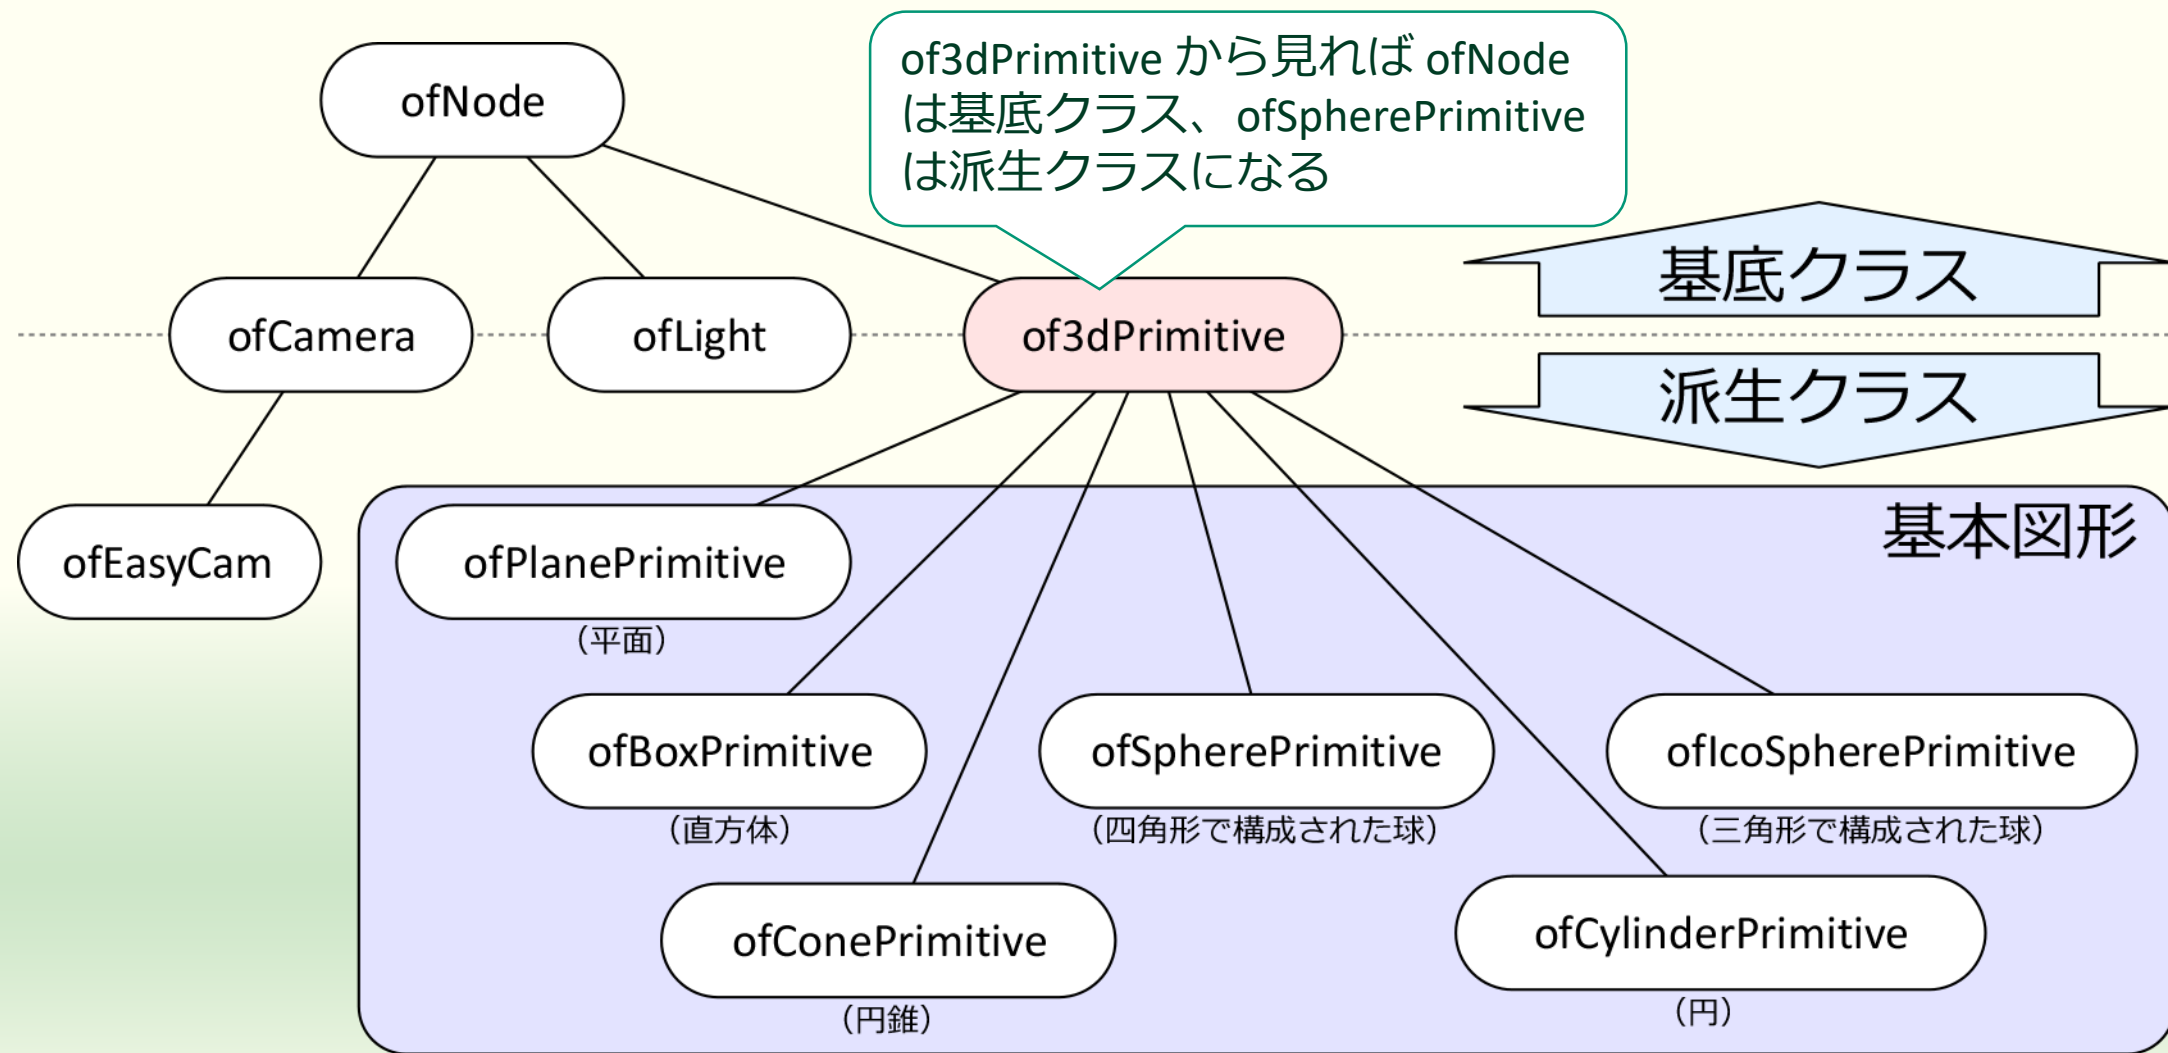 of3dPrimitive から見れば ofNode
は基底クラス、ofSpherePrimitive
は派生クラスになる
ofNode
基底クラス
ofCamera
ofLight
of3dPrimitive
派生クラス
基本図形
ofEasyCam
ofPlanePrimitive
（平面）
ofBoxPrimitive
（直方体）
ofSpherePrimitive
（四角形で構成された球）
ofIcoSpherePrimitive
（三角形で構成された球）
ofConePrimitive
（円錐）
ofCylinderPrimitive
（円）